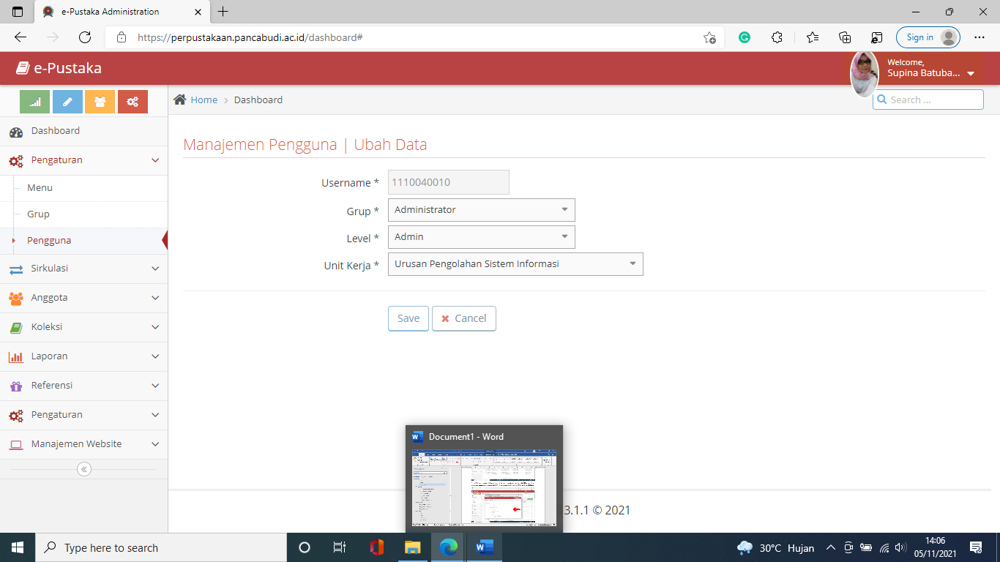 e-Pustaka Administration
https://perpustakaan.pancabudi.ac.id/dashboard#
Sign in
e-Pustaka
Welcome,
Supina Batuba...
Home
Dashboard
Search ...
Dashboard
Pengaturan
Menu
Grup
Pengguna
Sirkulasi
Anggota
Koleksi
Laporan
Referensi
Pengaturan
Manajemen Website
Manajemen Pengguna | Ubah Data
Username * 1110040010
Grup * Administrator
Level * Admin
Unit Kerja * Urusan Pengolahan Sistem Informasi
Save Cancel
Document1 - Word
3.1.1 © 2021
Type here to search
30°C Hujan
14:06
05/11/2021